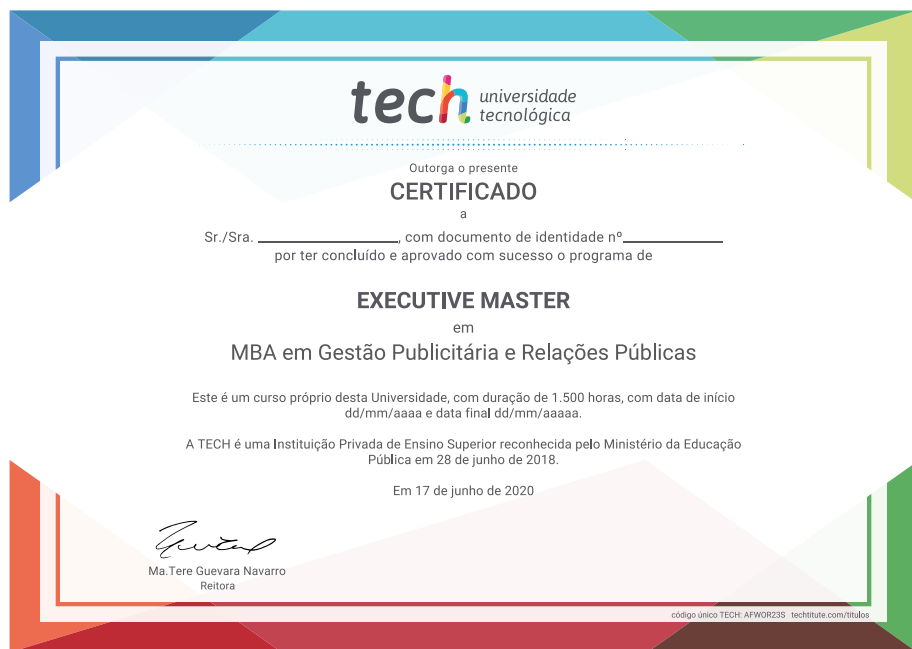 tech universidade
tecnológica
Outorga o presente
CERTIFICADO
a
Sr./Sra. ____________________, com documento de identidade nº______________
por ter concluído e aprovado com sucesso o programa de
EXECUTIVE MASTER
em
MBA em Gestão Publicitária e Relações Públicas
Este é um curso próprio desta Universidade, com duração de 1.500 horas, com data de início
dd/mm/aaaa e data final dd/mm/aaaaa.
A TECH é uma Instituição Privada de Ensino Superior reconhecida pelo Ministério da Educação
Pública em 28 de junho de 2018.
Em 17 de junho de 2020
Ma.Tere Guevara Navarro
Reitora
código único TECH: AFWOR23S techtitute.com/titulos